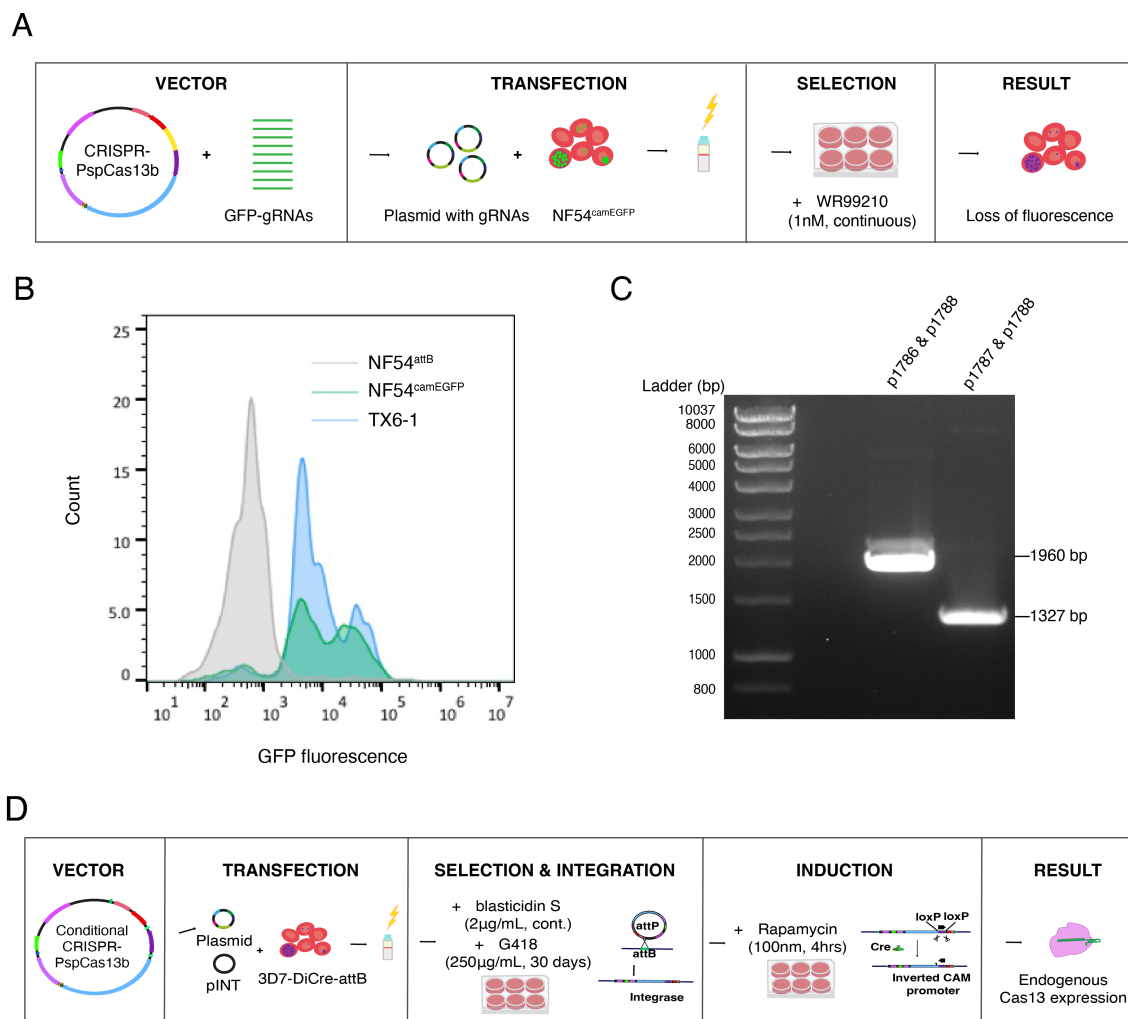 A
VECTOR
CRISPR-
PspCas13b
+
GFP-gRNAs
TRANSFECTION
+
Plasmid with gRNAs
NF54camEGFP
SELECTION
+ WR99210
(1nM, continuous)
RESULT
Loss of fluorescence
B
25
20
15
10
5.0
0
Count
NF54attB
NF54camEGFP
TX6-1
10 1
10 2
10 3
10 4
10 5
10 6
10 7
GFP fluorescence
C
p1786 & p1788
p1787 & p1788
Ladder (bp)
10037
8000
6000
5000
4000
3000
2500
2000
1500
1000
800
1960 bp
1327 bp
D
VECTOR
Conditional
CRISPR-
PspCas13b
TRANSFECTION
Plasmid
+
pINT
3D7-DiCre-attB
SELECTION & INTEGRATION
+ blasticidin S
(2µg/mL, cont.)
+ G418
(250µg/mL, 30 days)
attP
attB
Integrase
INDUCTION
+ Rapamycin
(100nm, 4hrs)
loxP loxP
Cre
Inverted CAM
promoter
RESULT
Endogenous
Cas13 expression